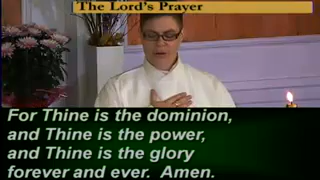 The Lord's Prayer
For Thine is the dominion,
and Thine is the power,
and Thine is the glory
forever and ever.  Amen.